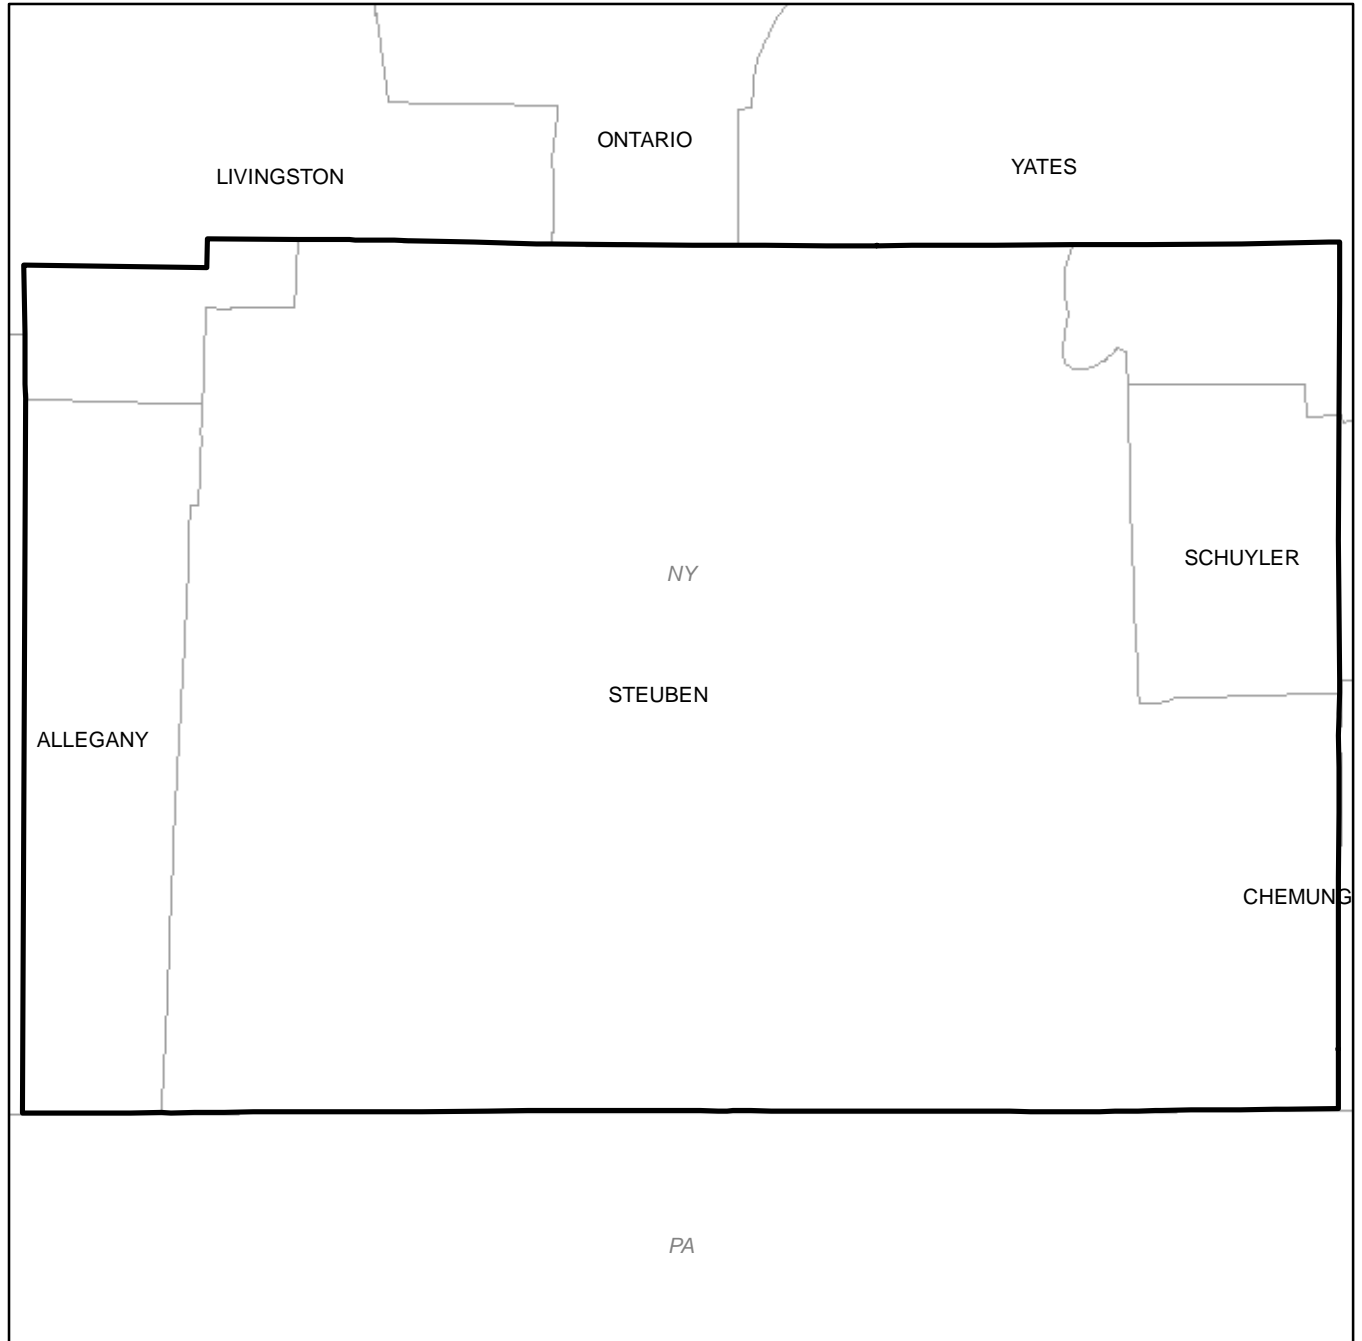 ONTARIO
YATES
LIVINGSTON
SCHUYLER
NY
STEUBEN
ALLEGANY
CHEMUNG
PA